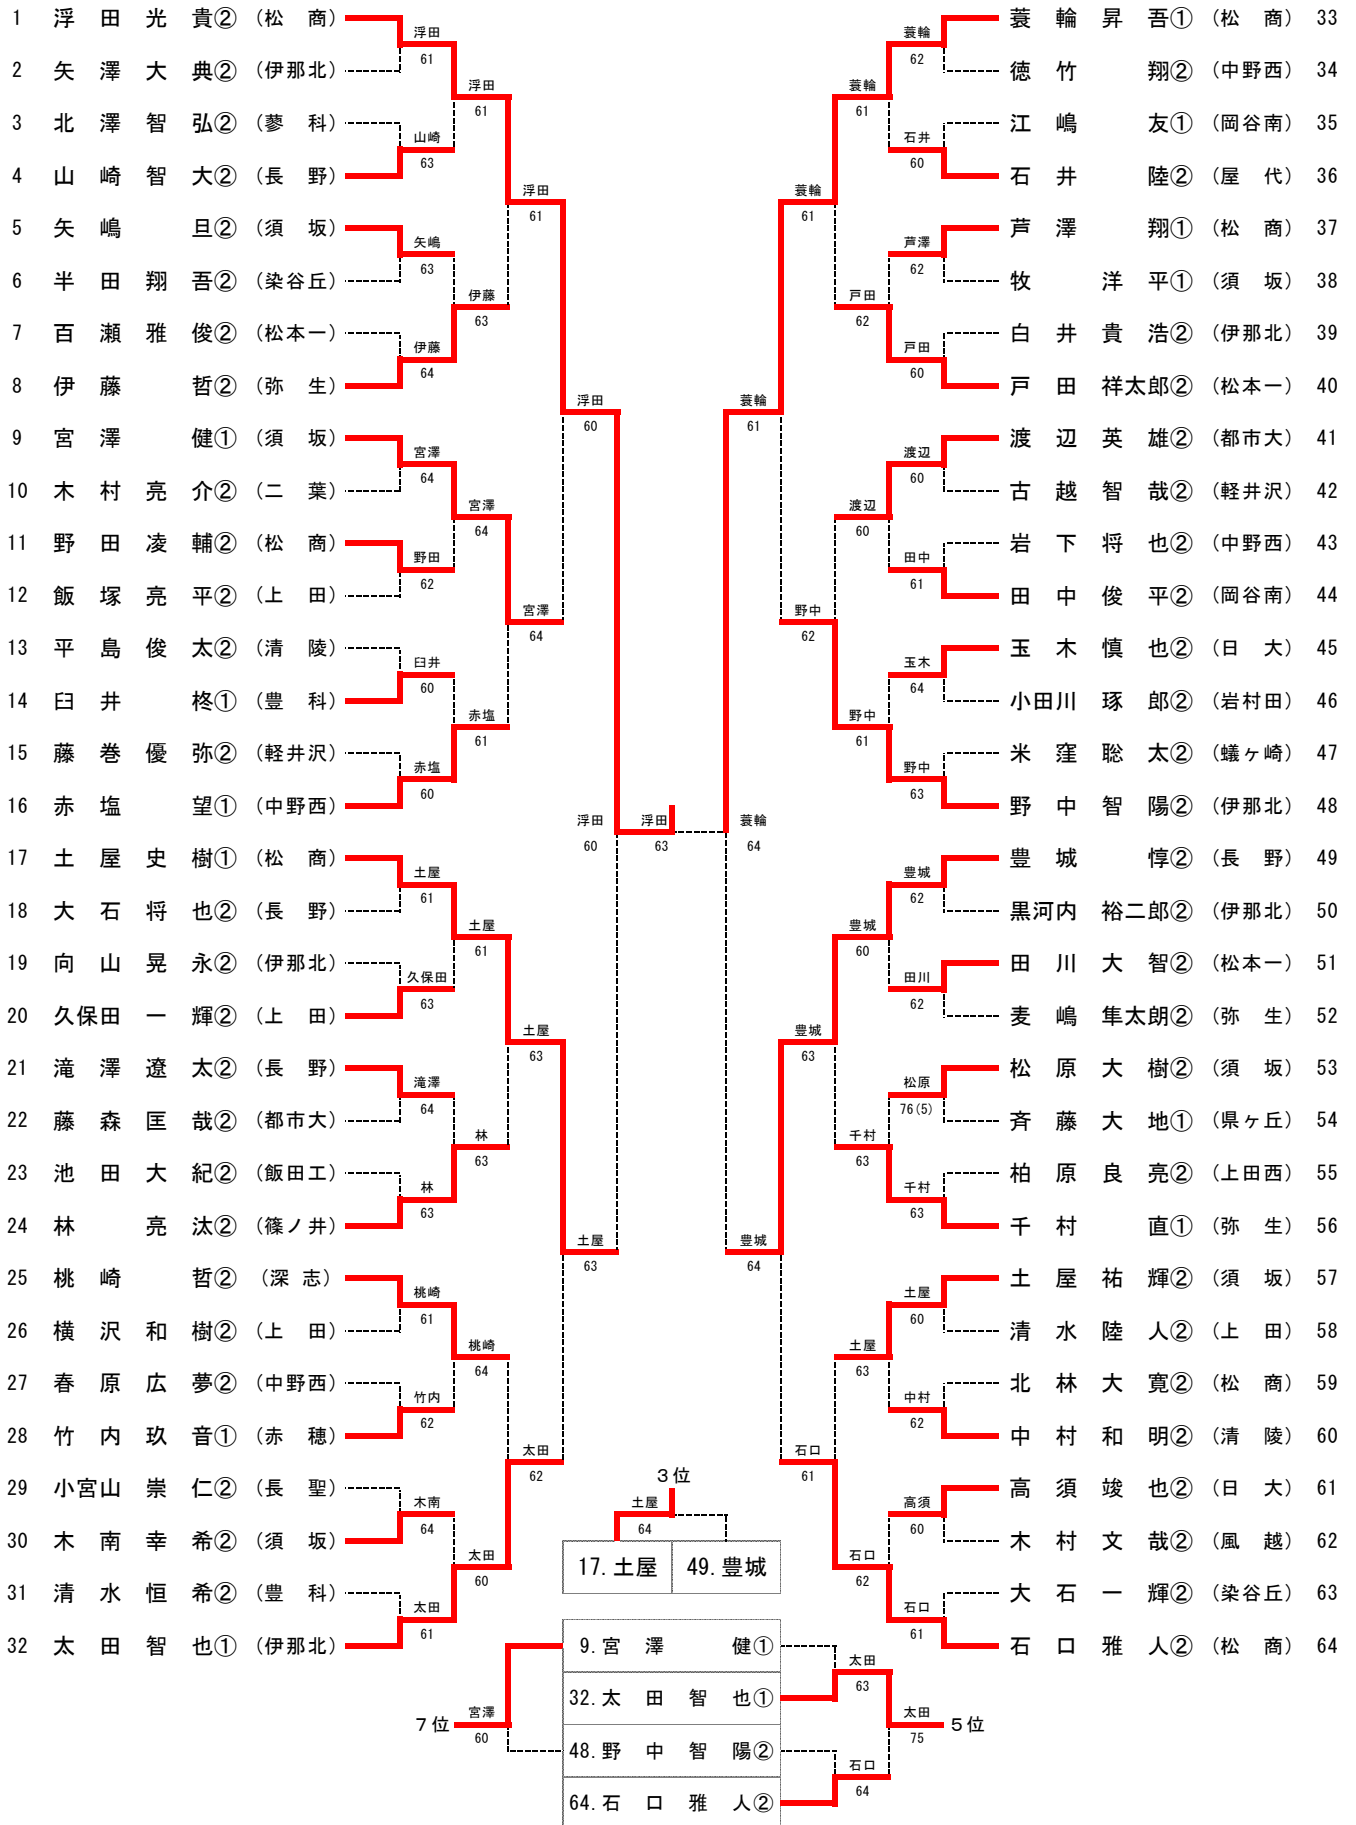 1 浮田光貴② (松商)
2 矢澤大典② (伊那北)
3 北澤智弘② (蓼科)
4 山崎智大② (長野)
5 矢嶋旦② (須坂)
6 半田翔吾② (染谷丘)
7 百瀬雅俊② (松本一)
8 伊藤哲② (弥生)
9 宮澤健① (須坂)
10 木村亮介② (二葉)
11 野田凌輔② (松商)
12 飯塚亮平② (上田)
13 平島俊太② (清陵)
14 臼井柊① (豊科)
15 藤巻優弥② (軽井沢)
16 赤塩望① (中野西)
17 土屋史樹① (松商)
18 大石将也② (長野)
19 向山晃永② (伊那北)
20 久保田一輝② (上田)
21 滝澤遼太② (長野)
22 藤森匡哉② (都市大)
23 池田大紀② (飯田工)
24 林亮汰② (篠ノ井)
25 桃崎哲② (深志)
26 横沢和樹② (上田)
27 春原広夢② (中野西)
28 竹内玖音① (赤穂)
29 小宮山崇仁② (長聖)
30 木南幸希② (須坂)
31 清水恒希② (豊科)
32 太田智也① (伊那北)
浮田 61
山崎 63
矢嶋 63
伊藤 64
宮澤 64
野田 62
臼井 60
赤塩 60
土屋 61
久保田 63
滝澤 64
林 63
桃崎 61
竹内 62
木南 64
太田 61
浮田 61
伊藤 63
宮澤 64
赤塩 61
土屋 61
林 63
桃崎 64
太田 60
浮田 61
宮澤 64
土屋 63
太田 62
浮田 60
土屋 63
浮田 60
浮田 63
蓑輪 64
蓑輪 61
豊城 64
蓑輪 61
野中 62
豊城 63
石口 61
蓑輪 61
戸田 62
渡辺 60
野中 61
豊城 60
千村 63
土屋 63
石口 62
蓑輪 62
石井 60
芦澤 62
戸田 60
渡辺 60
田中 61
玉木 64
野中 63
豊城 62
田川 62
松原 76(5)
千村 63
土屋 60
中村 62
高須 60
石口 61
蓑輪昇吾① (松商) 33
徳竹翔② (中野西) 34
江嶋友① (岡谷南) 35
石井陸② (屋代) 36
芦澤翔① (松商) 37
牧洋平① (須坂) 38
白井貴浩② (伊那北) 39
戸田祥太郎② (松本一) 40
渡辺英雄② (都市大) 41
古越智哉② (軽井沢) 42
岩下将也② (中野西) 43
田中俊平② (岡谷南) 44
玉木慎也② (日大) 45
小田川琢郎② (岩村田) 46
米窪聡太② (蟻ヶ崎) 47
野中智陽② (伊那北) 48
豊城惇② (長野) 49
黒河内裕二郎② (伊那北) 50
田川大智② (松本一) 51
麦嶋隼太朗② (弥生) 52
松原大樹② (須坂) 53
斉藤大地① (県ヶ丘) 54
柏原良亮② (上田西) 55
千村直① (弥生) 56
土屋祐輝② (須坂) 57
清水陸人② (上田) 58
北林大寛② (松商) 59
中村和明② (清陵) 60
高須竣也② (日大) 61
木村文哉② (風越) 62
大石一輝② (染谷丘) 63
石口雅人② (松商) 64
3位
土屋 64
17.土屋 49.豊城
9.宮澤健①
32.太田智也①
48.野中智陽②
64.石口雅人②
7位 宮澤 60
太田 63
石口 64
太田 75 5位